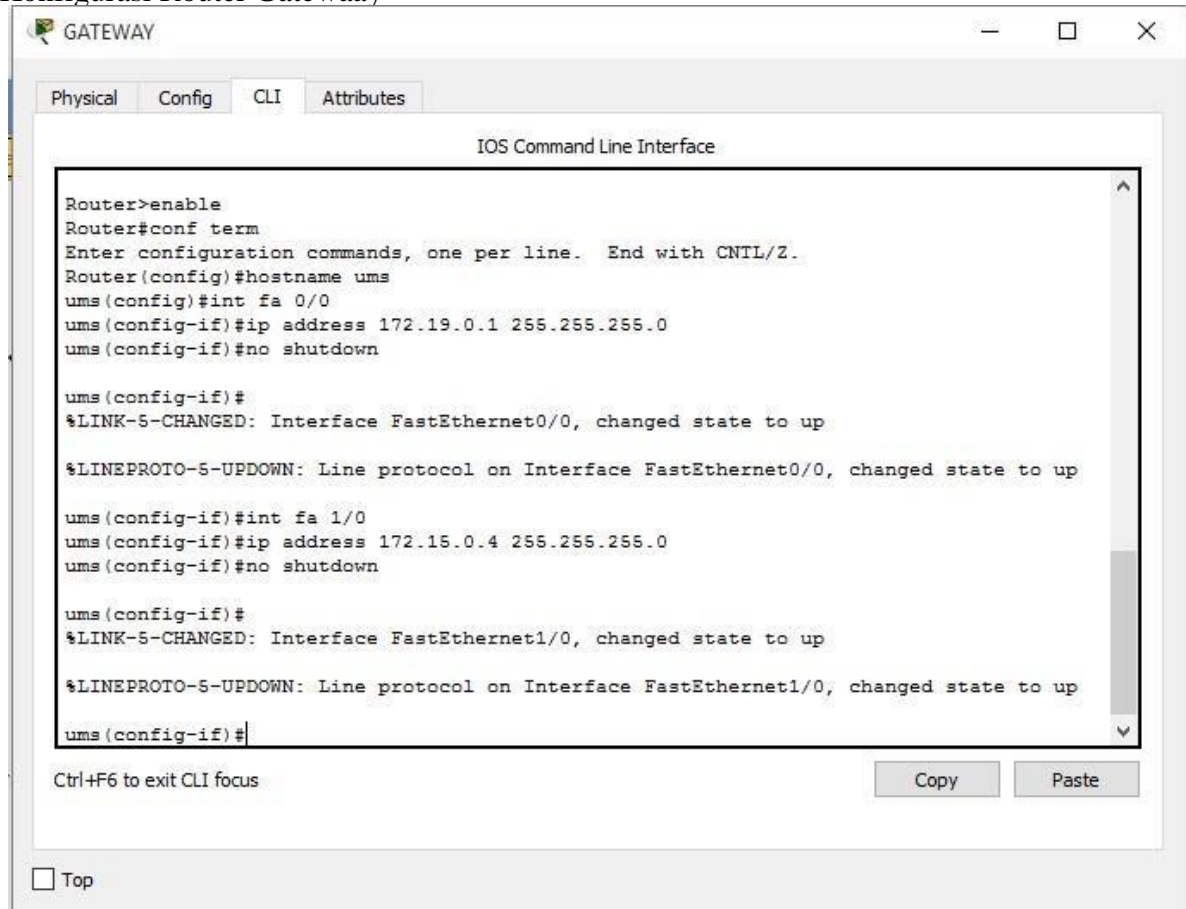 Konfigurasi Router Gatewaay
GATEWAY
Physical Config CLI Attributes
IOS Command Line Interface
Router>enable
Router#conf term
Enter configuration commands, one per line.  End with CNTL/Z.
Router(config)#hostname ums
ums(config)#int fa 0/0
ums(config-if)#ip address 172.19.0.1 255.255.255.0
ums(config-if)#no shutdown
ums(config-if)#
%LINK-5-CHANGED: Interface FastEthernet0/0, changed state to up
%LINEPROTO-5-UPDOWN: Line protocol on Interface FastEthernet0/0, changed state to up
ums(config-if)#int fa 1/0
ums(config-if)#ip address 172.15.0.4 255.255.255.0
ums(config-if)#no shutdown
ums(config-if)#
%LINK-5-CHANGED: Interface FastEthernet1/0, changed state to up
%LINEPROTO-5-UPDOWN: Line protocol on Interface FastEthernet1/0, changed state to up
ums(config-if)#
Ctrl+F6 to exit CLI focus
Copy Paste
Top